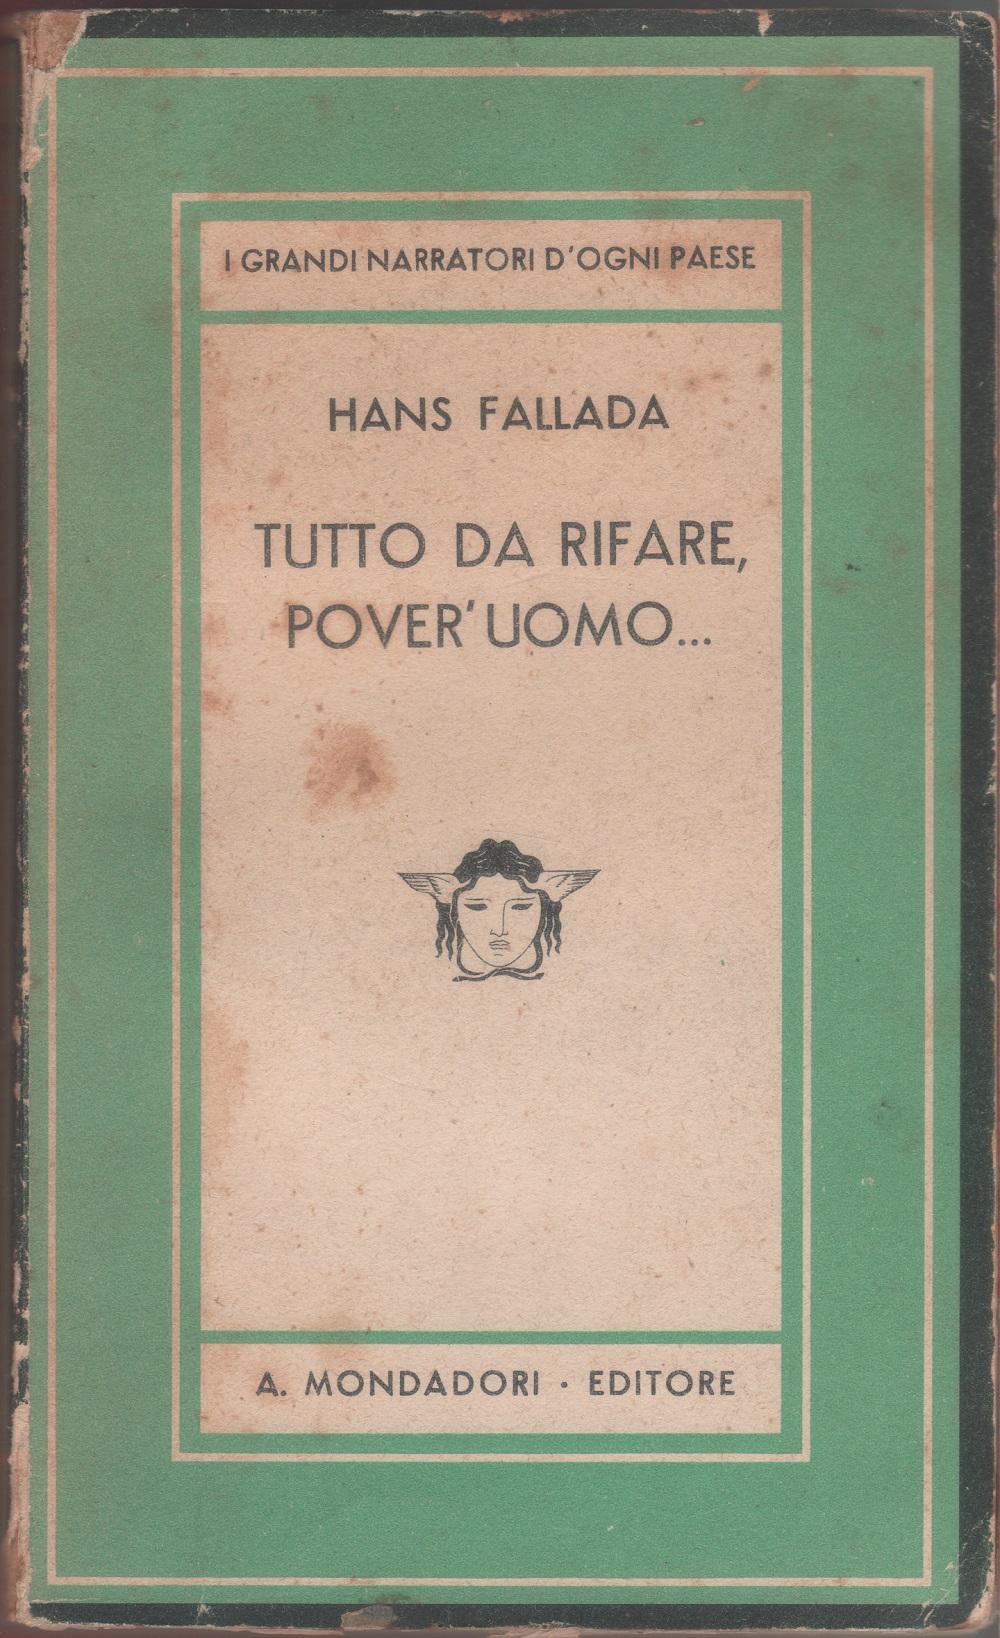 I GRANDI NARRATORI D'OGNI PAESE
HANS FALLADA
TUTTO DA RIFARE,
POVER'UOMO...
A. MONDADORI · EDITORE